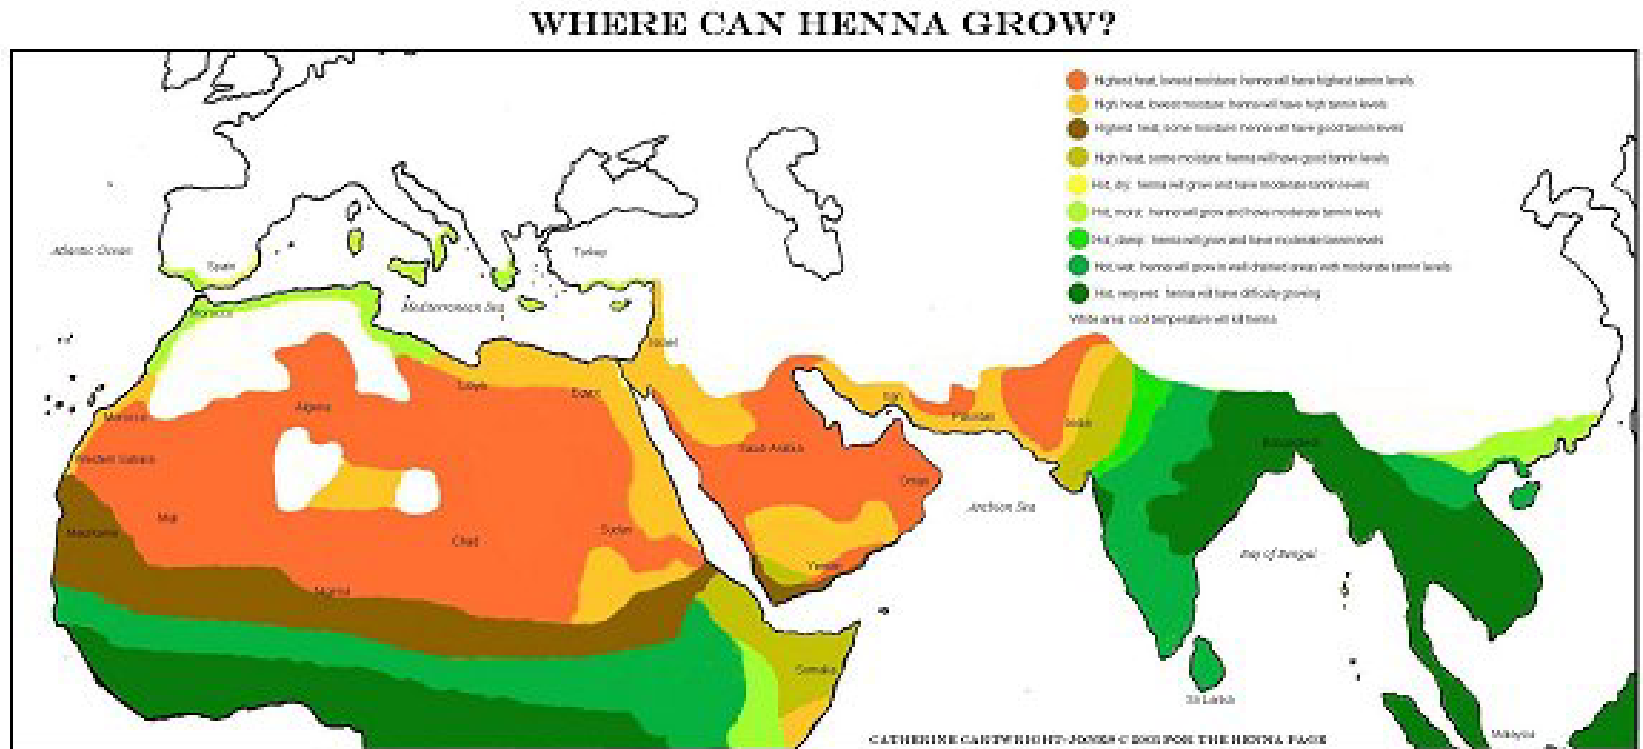 WHERE CAN HENNA GROW?
Highest heat, lowest moisture: henna will have highest tannin levels
High heat, lowest moisture: henna will have high tannin levels
Highest heat, some moisture: henna will have good tannin levels
High heat, some moisture: henna will have good tannin levels
Hot, dry: henna will grow and have moderate tannin levels
Hot, moist: henna will grow and have moderate tannin levels
Hot, damp: henna will grow and have moderate tannin levels
Hot, wet: henna will grow in well drained areas with moderate tannin levels
Hot, very wet: henna will have difficulty growing
White area: cool temperature will kill henna
Atlantic Ocean
Spain
Turkey
Mediterranean Sea
Morocco
Israel
Libya
Egypt
Iran
Morocco
Algeria
Pakistan
India
Saudi Arabia
Bangladesh
Western Sahara
Oman
Arabian Sea
Mali
Mauritania
Chad
Sudan
Bay of Bengal
Yemen
Somalia
Sri Lanka
Malaysia
CATHERINE CARTWRIGHT-JONES © FOR THE HENNA PAGE